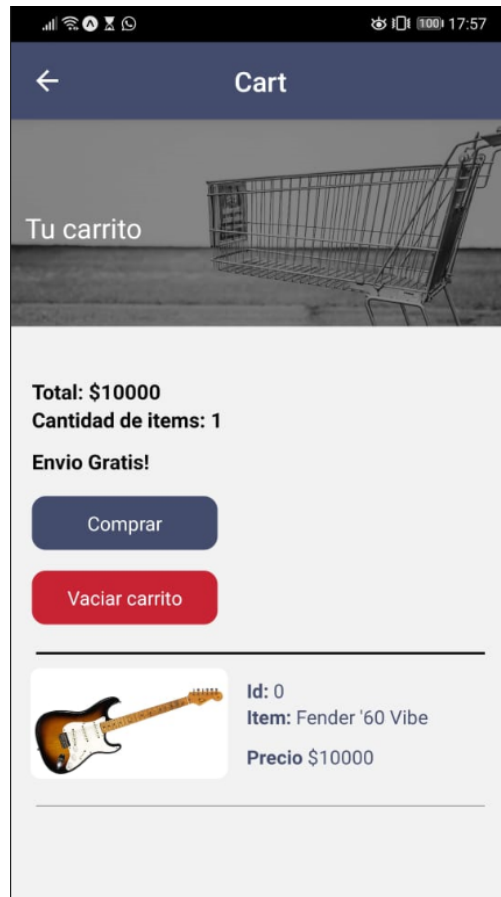 100 17:57
Cart
Tu carrito
Total: $10000
Cantidad de items: 1
Envio Gratis!
Comprar
Vaciar carrito
Id: 0
Item: Fender '60 Vibe
Precio $10000